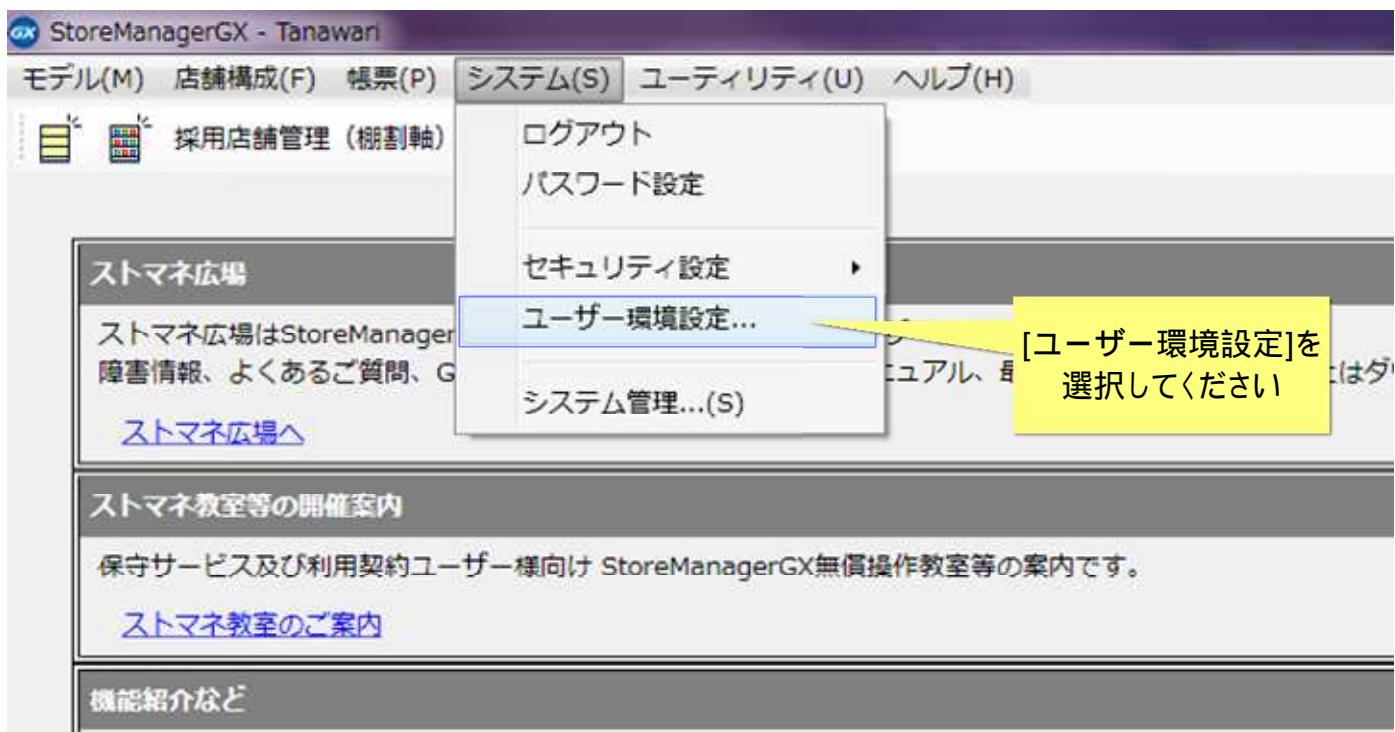 StoreManagerGX - Tanawari
モデル(M) 店舗構成(F) 帳票(P) システム(S) ユーティリティ(U) ヘルプ(H)
採用店舗管理（棚割軸）
ログアウト
パスワード設定
セキュリティ設定
ユーザー環境設定...
システム管理...(S)
[ユーザー環境設定]を
選択してください
ストマネ広場
ストマネ広場はStoreManager
障害情報、よくあるご質問、G ニュアル、 はダ
ストマネ広場へ
ストマネ教室等の開催案内
保守サービス及び利用契約ユーザー様向け StoreManagerGX無償操作教室等の案内です。
ストマネ教室のご案内
機能紹介など